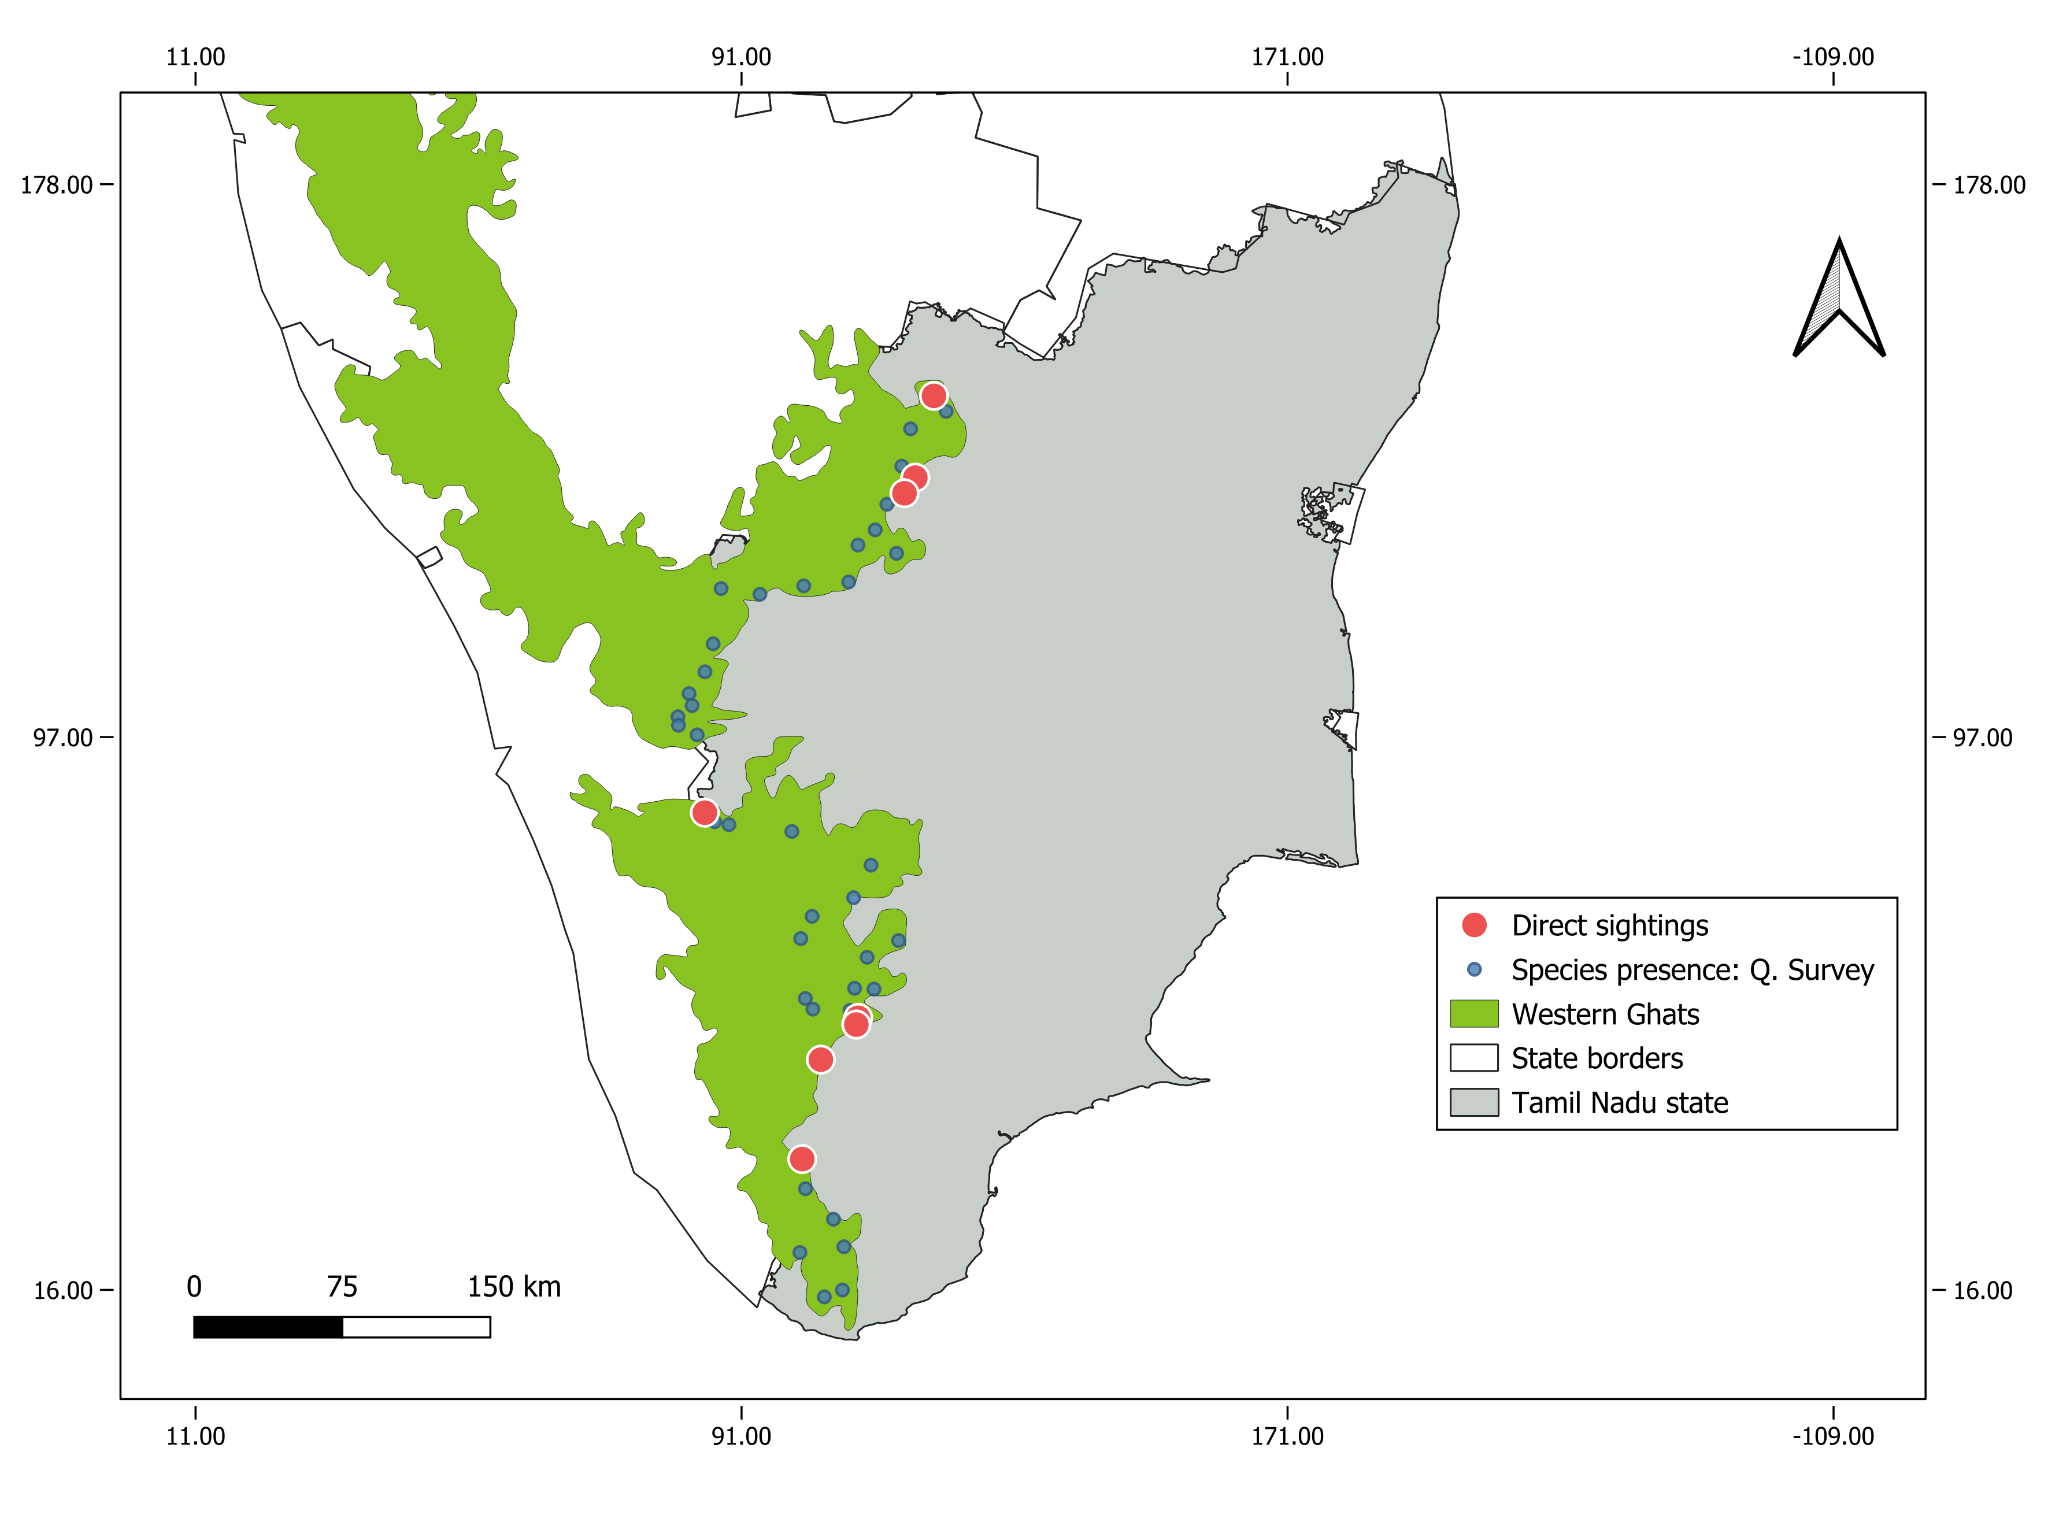 11.00 91.00 171.00 -109.00
178.00 178.00
97.00 97.00
Direct sightings
Species presence: Q. Survey
Western Ghats
State borders
Tamil Nadu state
0 75 150 km
16.00 16.00
11.00 91.00 171.00 -109.00